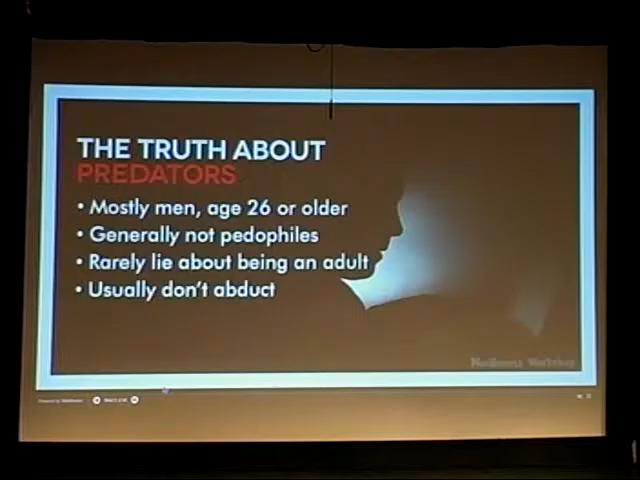 THE TRUTH ABOUT
PREDATORS
• Mostly men, age 26 or older
• Generally not pedophiles
• Rarely lie about being an adult
• Usually don't abduct